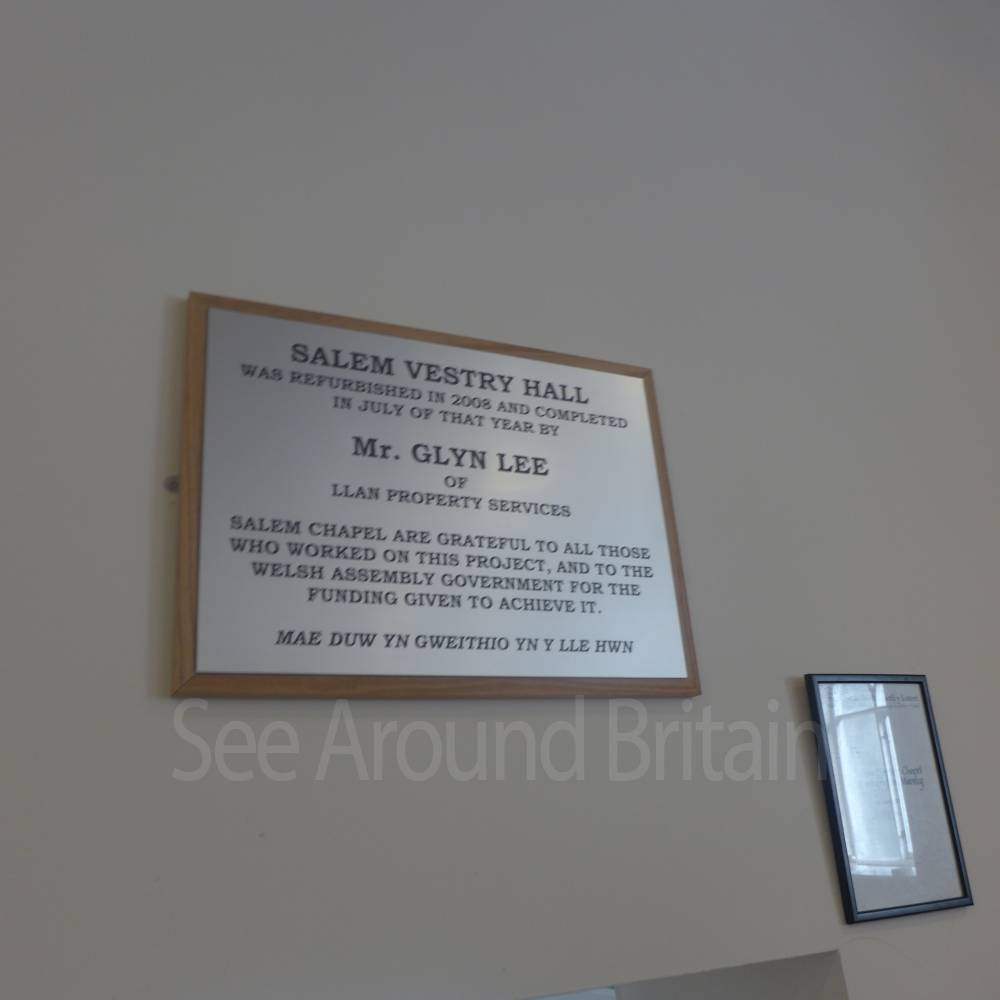 SALEM VESTRY HALL
WAS REFURBISHED IN 2008 AND COMPLETED
IN JULY OF THAT YEAR BY
Mr. GLYN LEE
OF
LLAN PROPERTY SERVICES
SALEM CHAPEL ARE GRATEFUL TO ALL THOSE
WHO WORKED ON THIS PROJECT, AND TO THE
WELSH ASSEMBLY GOVERNMENT FOR THE
FUNDING GIVEN TO ACHIEVE IT.
MAE DUW YN GWEITHIO YN Y LLE HWN
See Around Britain